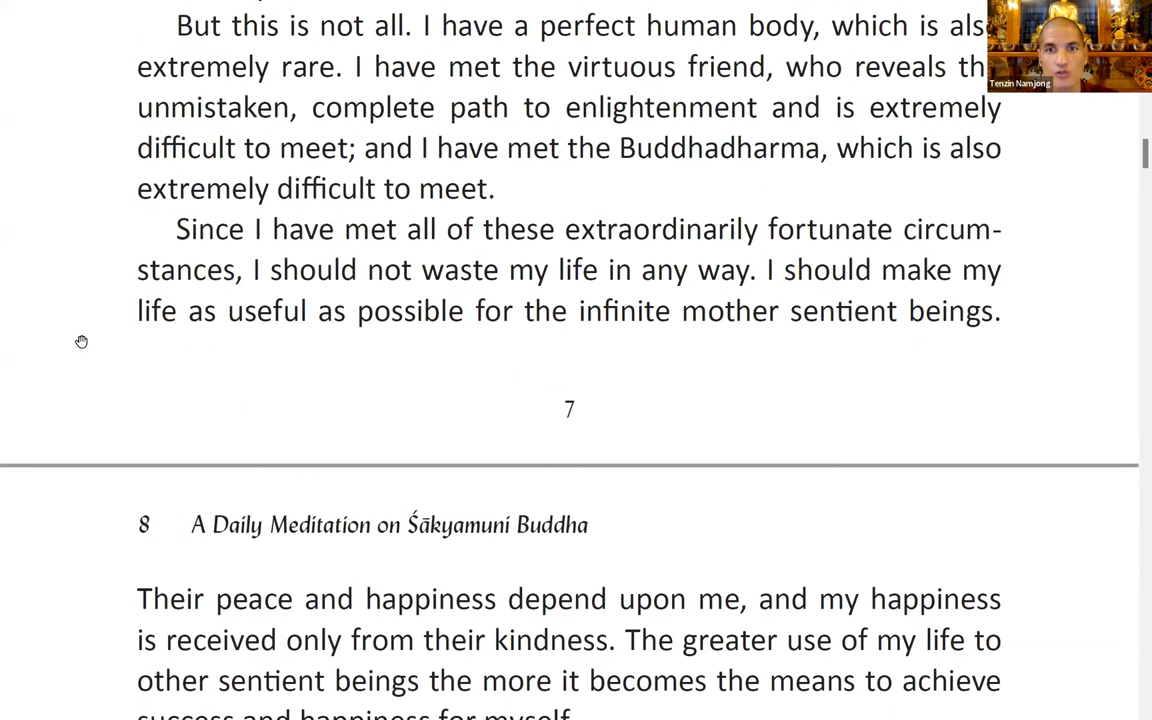 But this is not all. I have a perfect human body, which is als
extremely rare. I have met the virtuous friend, who reveals th
unmistaken, complete path to enlightenment and is extremely
difficult to meet; and I have met the Buddhadharma, which is also
extremely difficult to meet.
Since I have met all of these extraordinarily fortunate circum-
stances, I should not waste my life in any way. I should make my
life as useful as possible for the infinite mother sentient beings.
7
8 A Daily Meditation on Śākyamuni Buddha
Their peace and happiness depend upon me, and my happiness
is received only from their kindness. The greater use of my life to
other sentient beings the more it becomes the means to achieve
success and happiness for myself.
Tenzin Namjong